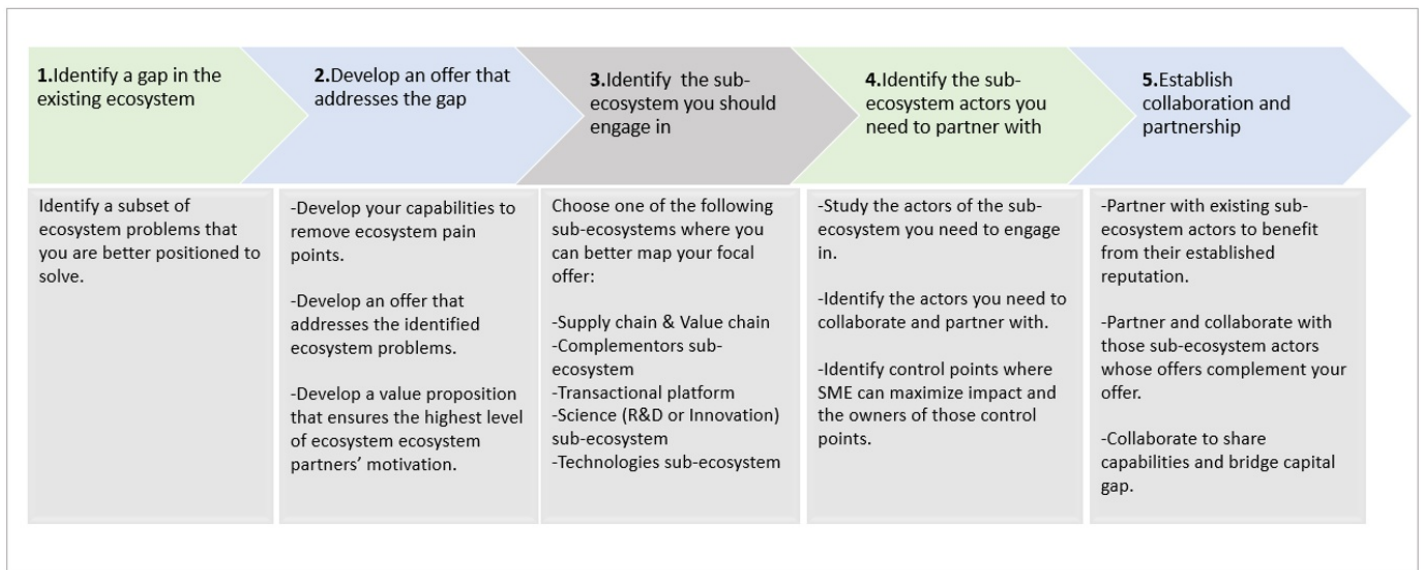 1.Identify a gap in the
existing ecosystem
2.Develop an offer that
addresses the gap
3.Identify  the sub-
ecosystem you should
engage in
4.Identify the sub-
ecosystem actors you
need to partner with
5.Establish
collaboration and
partnership
Identify a subset of
ecosystem problems that
you are better positioned to
solve.
-Develop your capabilities to
remove ecosystem pain
points.
-Develop an offer that
addresses the identified
ecosystem problems.
-Develop a value proposition
that ensures the highest level
of ecosystem ecosystem
partners’ motivation.
Choose one of the following
sub-ecosystems where you
can better map your focal
offer:
-Supply chain & Value chain
-Complementors sub-
ecosystem
-Transactional platform
-Science (R&D or Innovation)
sub-ecosystem
-Technologies sub-ecosystem
-Study the actors of the sub-
ecosystem you need to engage
in.
-Identify the actors you need to
collaborate and partner with.
-Identify control points where
SME can maximize impact and
the owners of those control
points.
-Partner with existing sub-
ecosystem actors to benefit
from their established
reputation.
-Partner and collaborate with
those sub-ecosystem actors
whose offers complement your
offer.
-Collaborate to share
capabilities and bridge capital
gap.